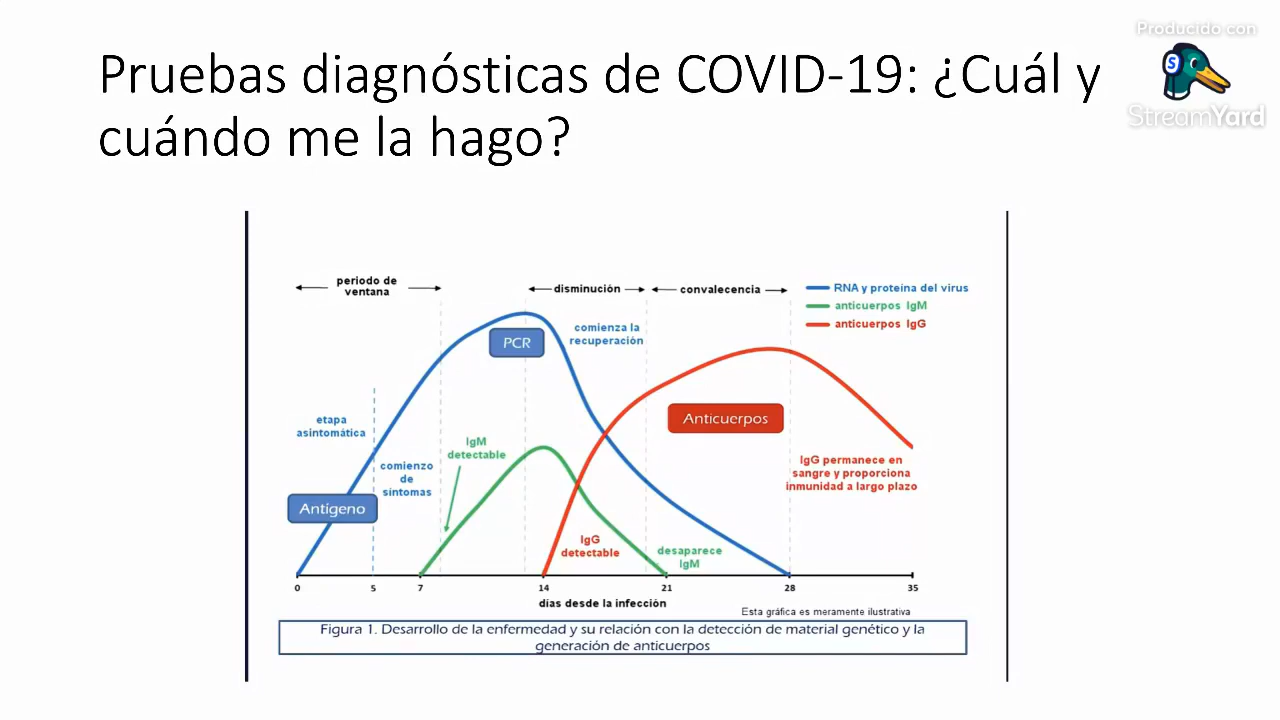 Producido con
S
StreamYard
Pruebas diagnósticas de COVID-19: ¿Cuál y
cuándo me la hago?
periodo de
ventana
disminución
convalecencia
RNA y proteína del virus
anticuerpos IgM
anticuerpos IgG
PCR
comienza la
recuperación
Anticuerpos
etapa
asintomática
IgM
detectable
comienzo
de
síntomas
IgG permanece en
sangre y proporciona
inmunidad a largo plazo
Antígeno
IgG
detectable
desaparece
IgM
0 5 7 14 21 28 35
días desde la infección
Esta gráfica es meramente ilustrativa
Figura 1. Desarrollo de la enfermedad y su relación con la detección de material genético y la
generación de anticuerpos